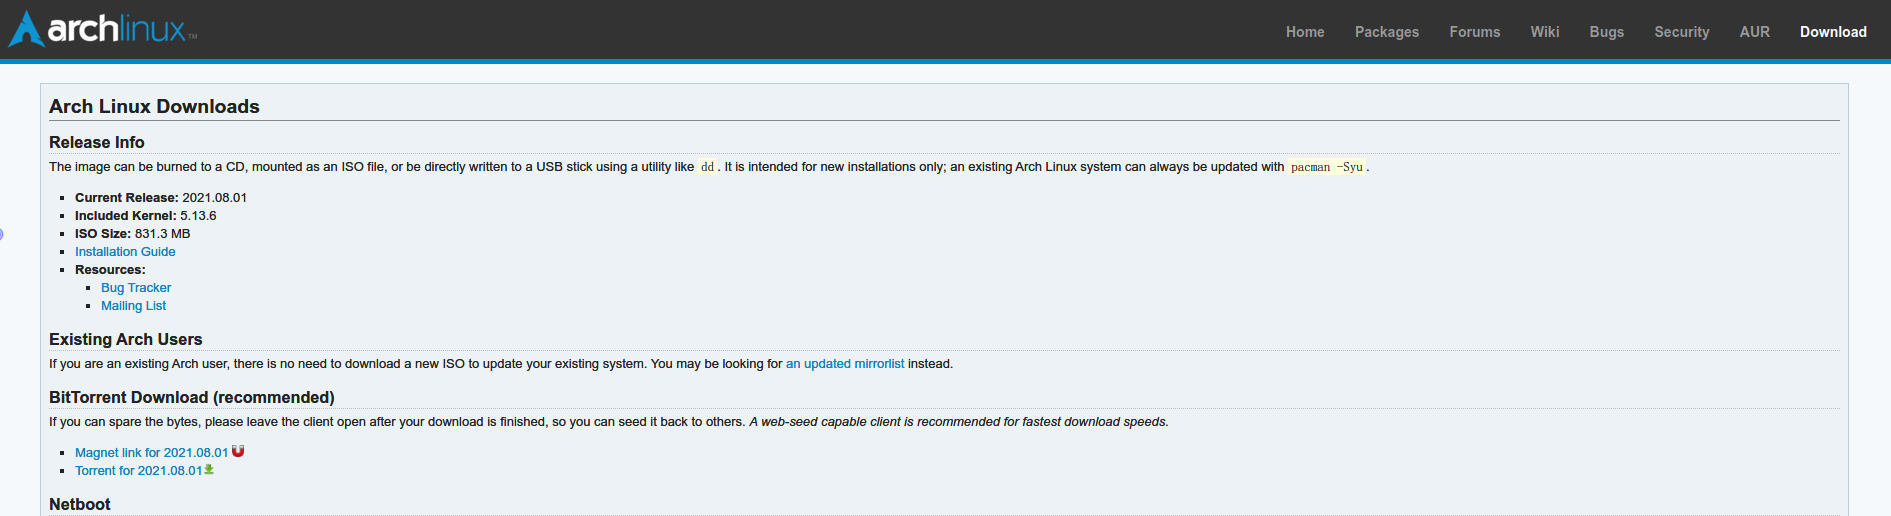 archlinux™
Home Packages Forums Wiki Bugs Security AUR Download
Arch Linux Downloads
Release Info
The image can be burned to a CD, mounted as an ISO file, or be directly written to a USB stick using a utility like dd. It is intended for new installations only; an existing Arch Linux system can always be updated with pacman -Syu.
Current Release: 2021.08.01
Included Kernel: 5.13.6
ISO Size: 831.3 MB
Installation Guide
Resources:
Bug Tracker
Mailing List
Existing Arch Users
If you are an existing Arch user, there is no need to download a new ISO to update your existing system. You may be looking for an updated mirrorlist instead.
BitTorrent Download (recommended)
If you can spare the bytes, please leave the client open after your download is finished, so you can seed it back to others. A web-seed capable client is recommended for fastest download speeds.
Magnet link for 2021.08.01
Torrent for 2021.08.01
Netboot